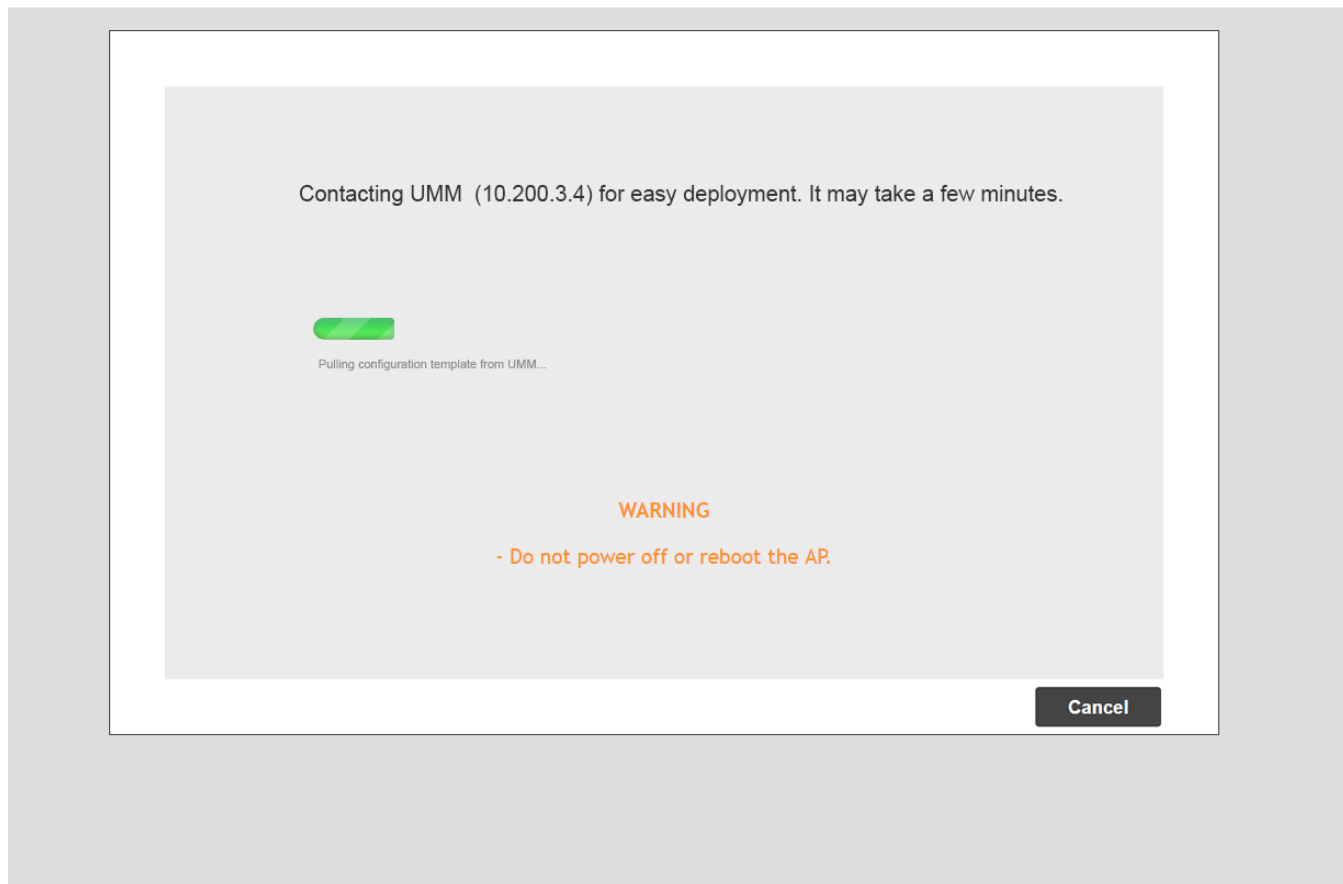 Contacting UMM (10.200.3.4) for easy deployment. It may take a few minutes.
Pulling configuration template from UMM...
WARNING
- Do not power off or reboot the AP.
Cancel